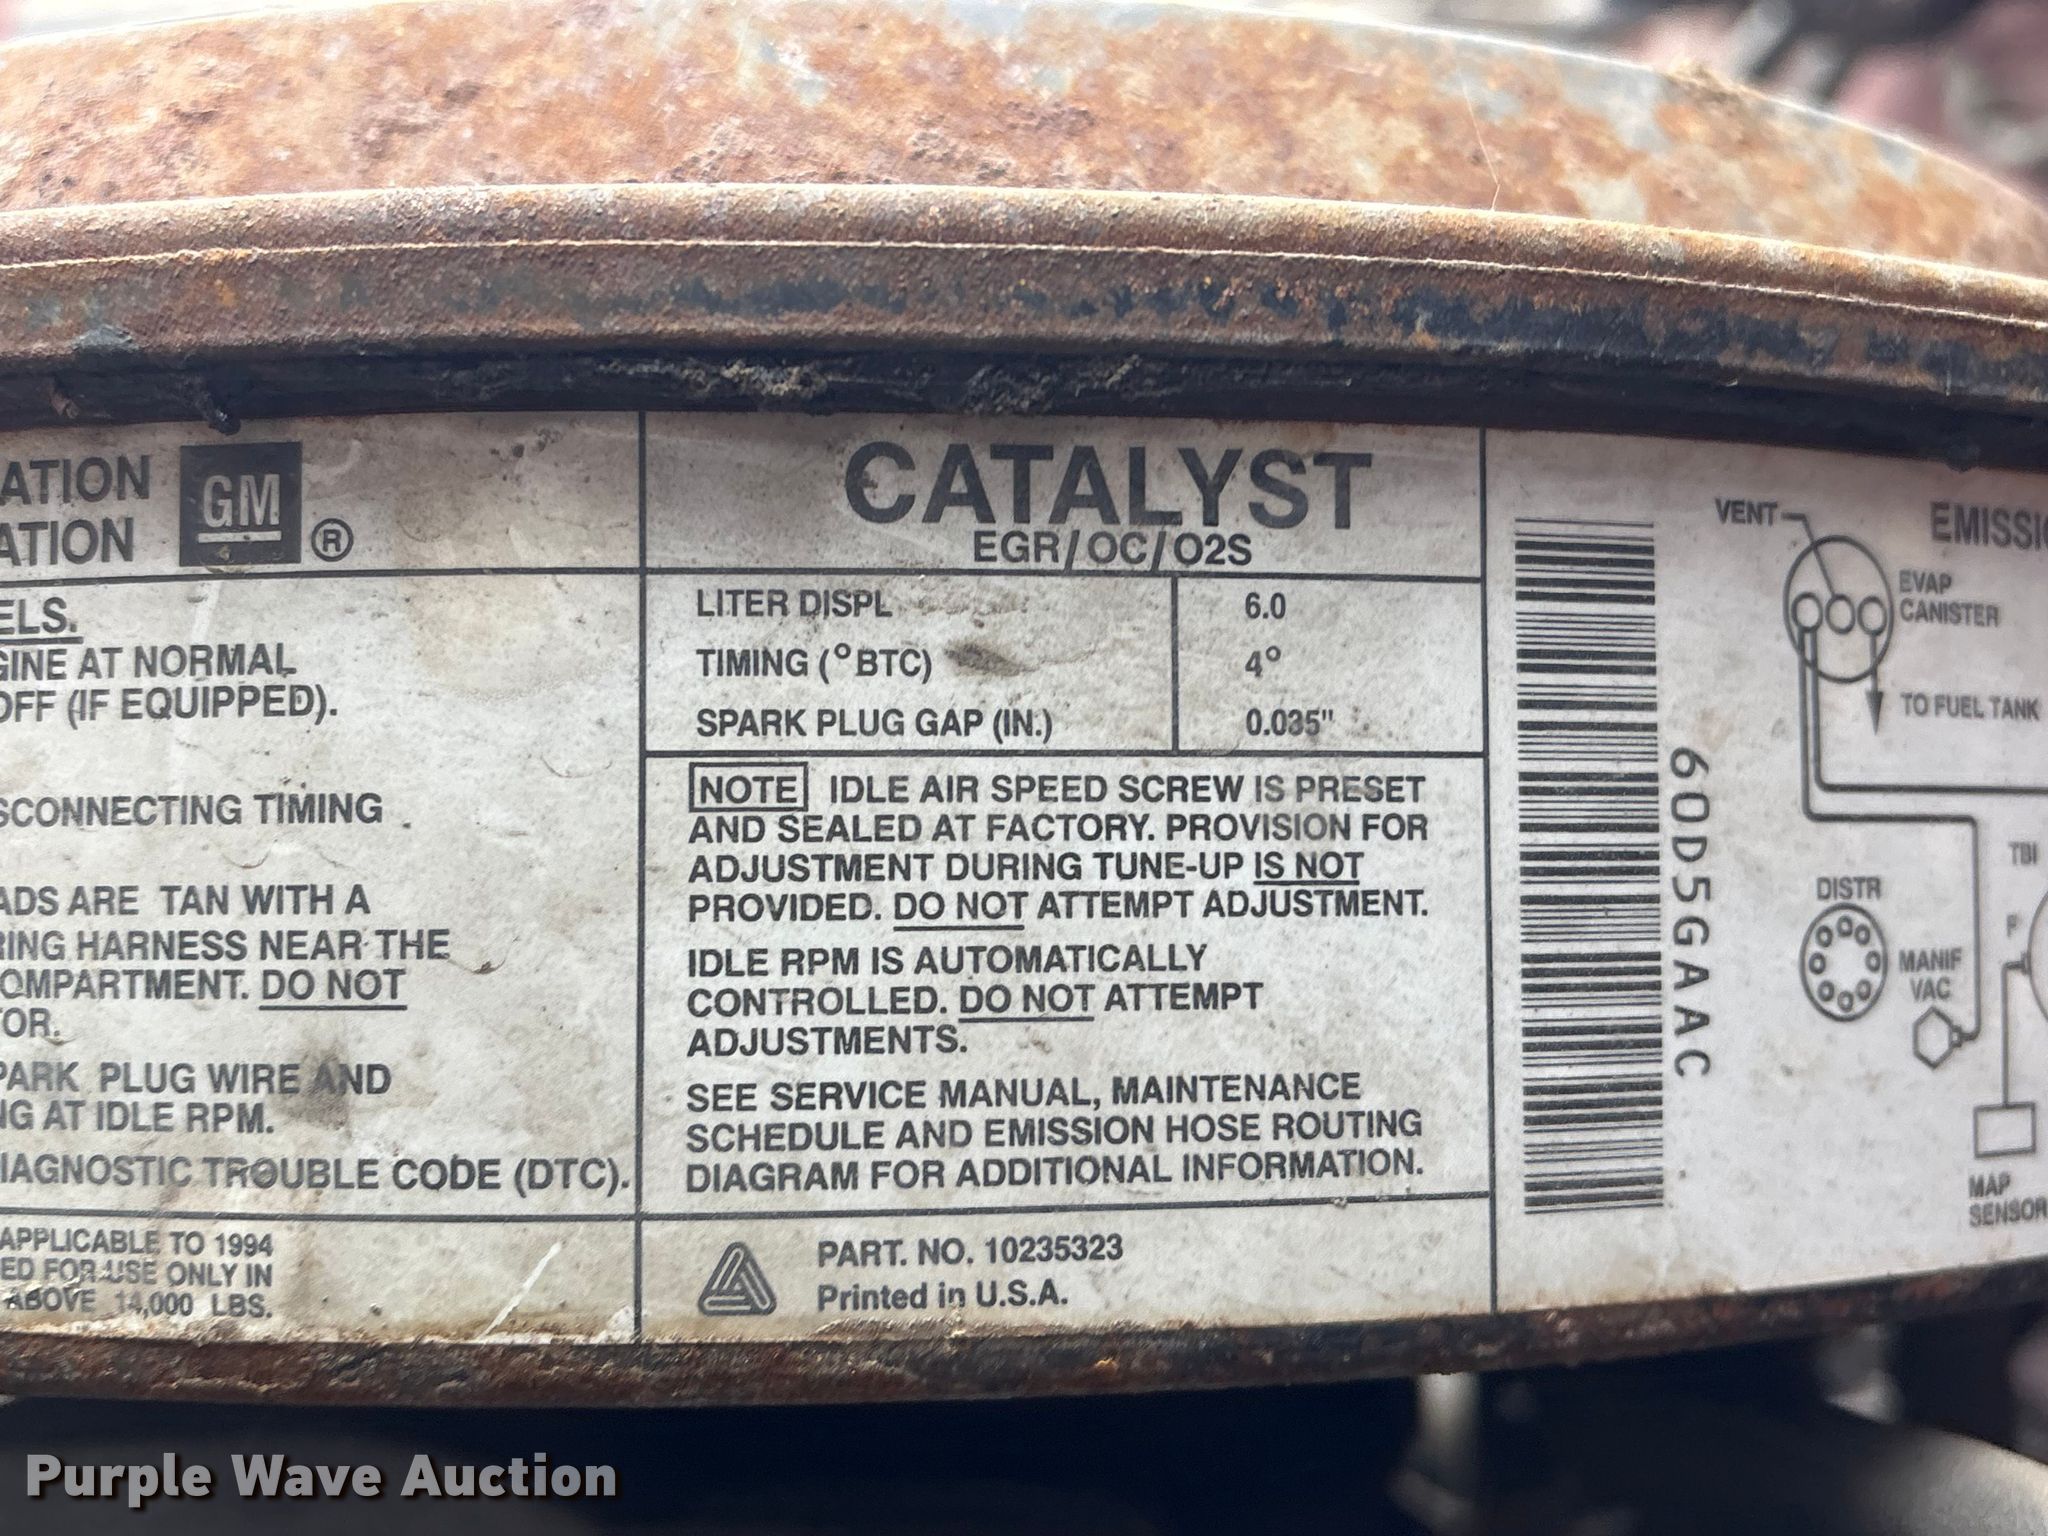 ATION
ATION
GM
®
ELS.
GINE AT NORMAL
OFF (IF EQUIPPED).
SCONNECTING TIMING
ADS ARE TAN WITH A
RING HARNESS NEAR THE
OMPARTMENT. DO NOT
TOR.
PARK PLUG WIRE AND
NG AT IDLE RPM.
IAGNOSTIC TROUBLE CODE (DTC).
APPLICABLE TO 1994
ED FOR USE ONLY IN
ABOVE 14,000 LBS.
CATALYST
EGR/OC/O2S
LITER DISPL 6.0
TIMING (°BTC) 4°
SPARK PLUG GAP (IN.) 0.035"
NOTE IDLE AIR SPEED SCREW IS PRESET
AND SEALED AT FACTORY. PROVISION FOR
ADJUSTMENT DURING TUNE-UP IS NOT
PROVIDED. DO NOT ATTEMPT ADJUSTMENT.
IDLE RPM IS AUTOMATICALLY
CONTROLLED. DO NOT ATTEMPT
ADJUSTMENTS.
SEE SERVICE MANUAL, MAINTENANCE
SCHEDULE AND EMISSION HOSE ROUTING
DIAGRAM FOR ADDITIONAL INFORMATION.
PART. NO. 10235323
Printed in U.S.A.
60D5GAAC
VENT
EMISSI
EVAP
CANISTER
TO FUEL TANK
TBI
DISTR
P
MANIF
VAC
MAP
SENSOR
Purple Wave Auction